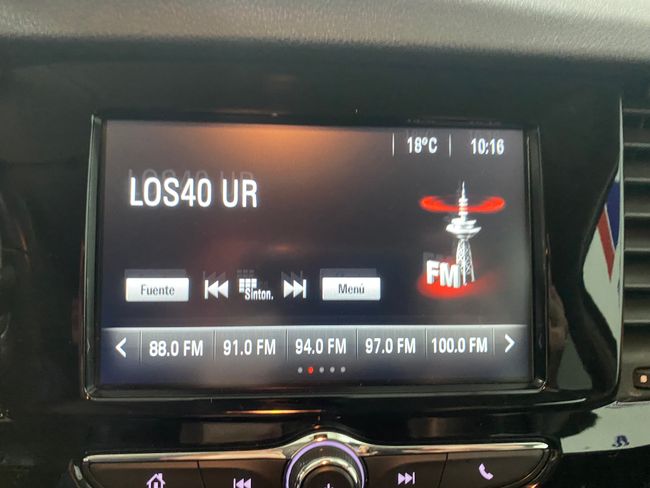 18°C 10:16
LOS40 UR
FM
Fuente Sinton. Menú
88.0 FM 91.0 FM 94.0 FM 97.0 FM 100.0 FM